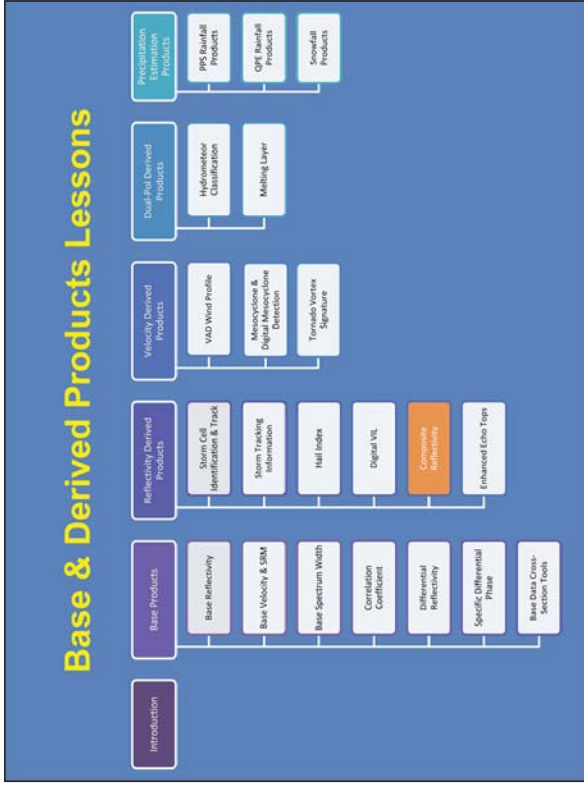 Base & Derived Products Lessons
Introduction
Base Products
Base Reflectivity
Base Velocity & SRM
Base Spectrum Width
Correlation
Coefficient
Differential
Reflectivity
Specific Differential
Phase
Base Data Cross-
Section Tools
Reflectivity Derived
Products
Storm Cell
Identification & Track
Storm Tracking
Information
Hail Index
Digital VIL
Composite
Reflectivity
Enhanced Echo Tops
Velocity Derived
Products
VAD Wind Profile
Mesocyclone &
Digital Mesocyclone
Detection
Tornado Vortex
Signature
Dual-Pol Derived
Products
Hydrometeor
Classification
Melting Layer
Precipitation
Estimation
Products
PPS Rainfall
Products
QPE Rainfall
Products
Snowfall
Products